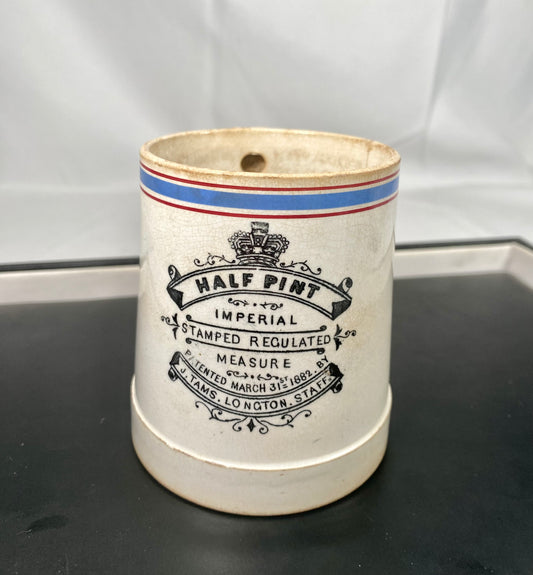 HALF PINT
IMPERIAL
STAMPED REGULATED
MEASURE
PATENTED MARCH 31ST 1882. BY
J. TAMS. LONGTON. STAFF.